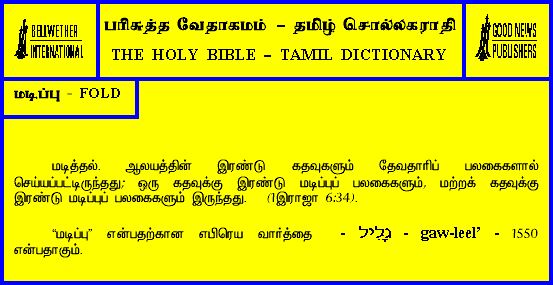 BELLWETHER
INTERNATIONAL
பரிசுத்த வேதாகமம் – தமிழ் சொல்லகராதி
THE HOLY BIBLE – TAMIL DICTIONARY
GOOD NEWS
PUBLISHERS
மடிப்பு - FOLD
மடித்தல். ஆலயத்தின் இரண்டு கதவுகளும் தேவதாரிப் பலகைகளால்
செய்யப்பட்டிருந்தது; ஒரு கதவுக்கு இரண்டு மடிப்புப் பலகைகளும், மற்றக் கதவுக்கு
இரண்டு மடிப்புப் பலகைகளும் இருந்தது. (1இராஜா 6:34).
“மடிப்பு” என்பதற்கான எபிரெய வார்த்தை - גָּלִיל - gaw-leel’ - 1550
என்பதாகும்.